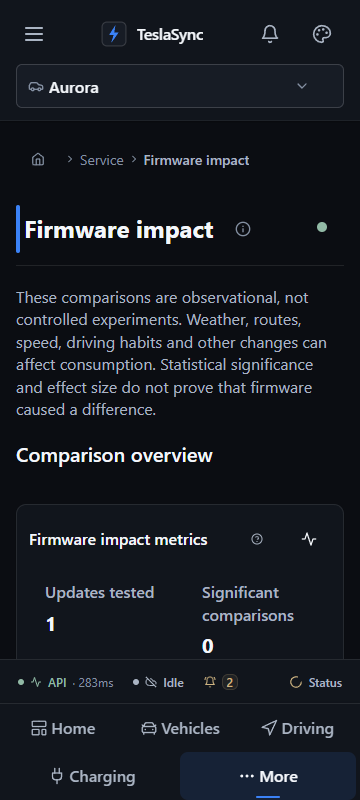 TeslaSync
Aurora
Service Firmware impact
Firmware impact
These comparisons are observational, not
controlled experiments. Weather, routes,
speed, driving habits and other changes can
affect consumption. Statistical significance
and effect size do not prove that firmware
caused a difference.
Comparison overview
Firmware impact metrics
Updates tested
1
Significant
comparisons
0
API · 283ms Idle 2 Status
Home Vehicles Driving
Charging More